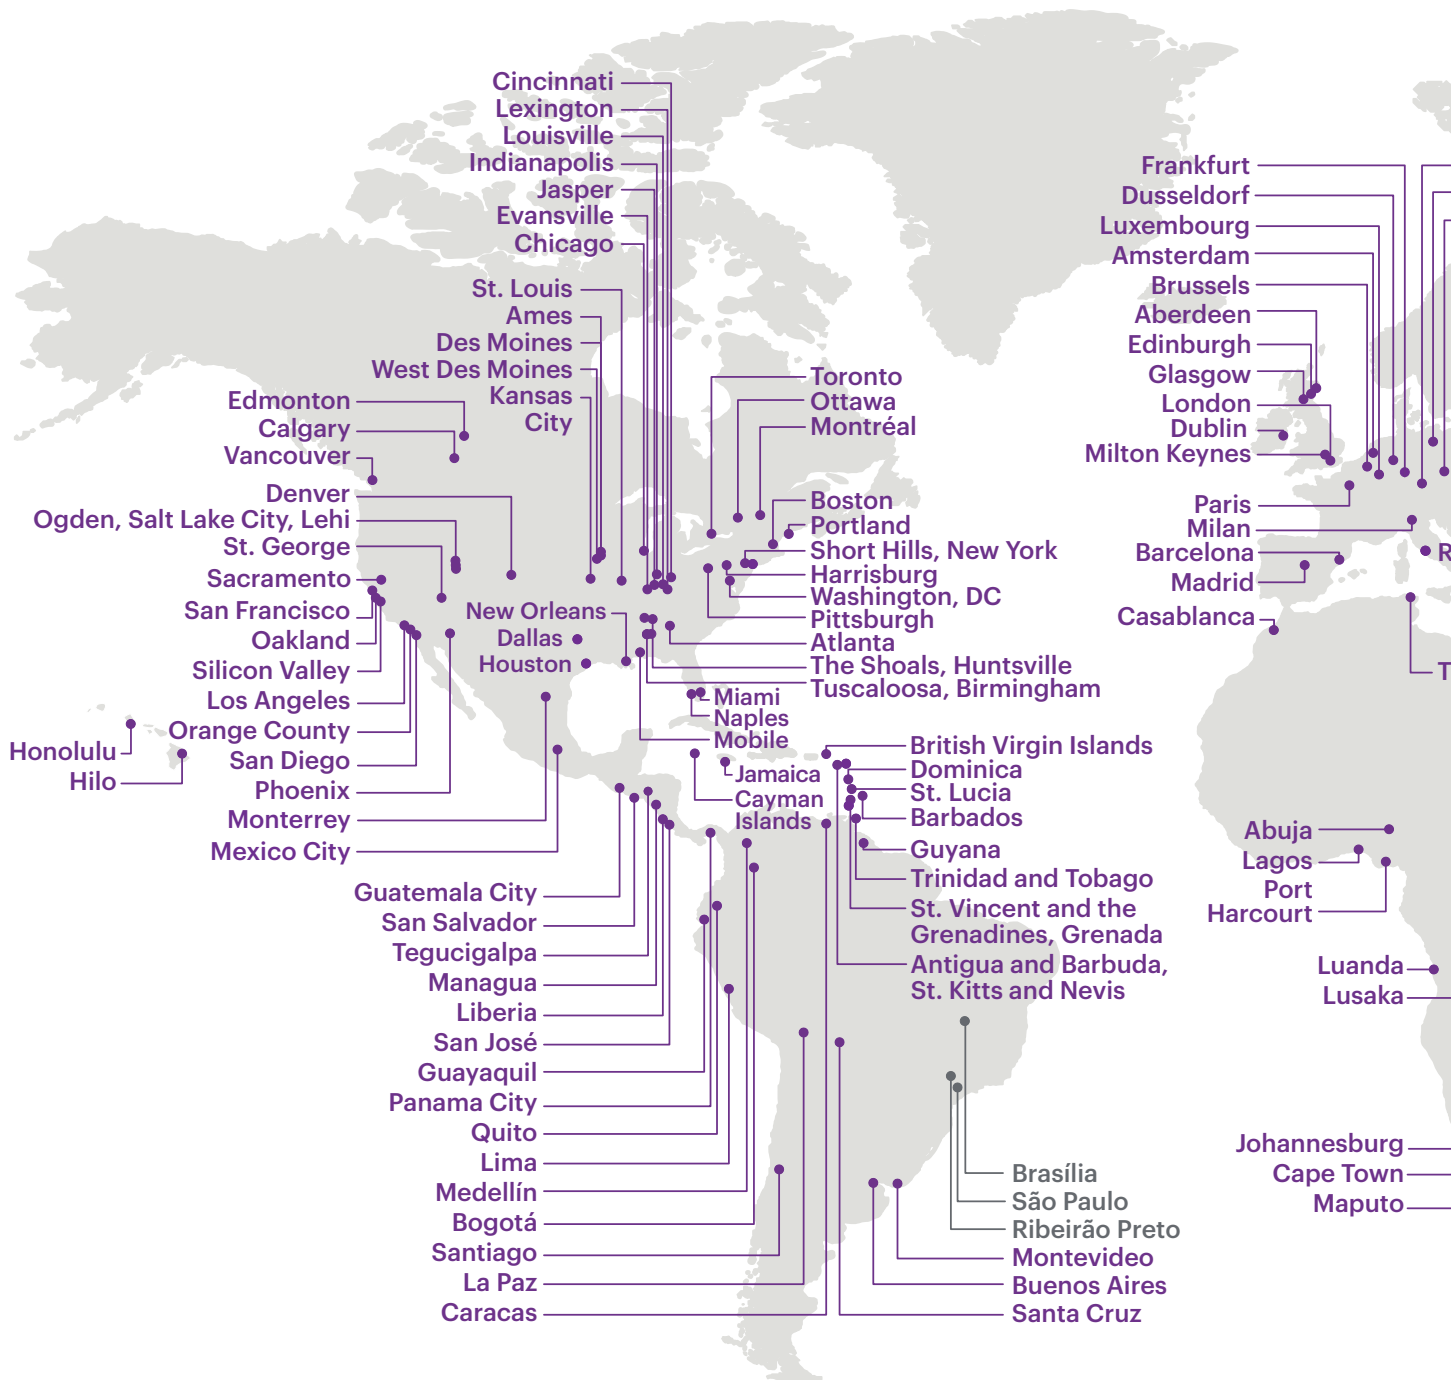 Cincinnati
Lexington
Louisville
Indianapolis
Jasper
Evansville
Chicago
St. Louis
Ames
Des Moines
West Des Moines
Kansas
City
Edmonton
Calgary
Vancouver
Denver
Ogden, Salt Lake City, Lehi
St. George
Sacramento
San Francisco
Oakland
Silicon Valley
Los Angeles
Orange County
San Diego
Phoenix
Monterrey
Mexico City
Honolulu
Hilo
New Orleans
Dallas
Houston
Toronto
Ottawa
Montréal
Boston
Portland
Short Hills, New York
Harrisburg
Washington, DC
Pittsburgh
Atlanta
The Shoals, Huntsville
Tuscaloosa, Birmingham
Miami
Naples
Mobile
Jamaica
Cayman
Islands
British Virgin Islands
Dominica
St. Lucia
Barbados
Guyana
Trinidad and Tobago
St. Vincent and the
Grenadines, Grenada
Antigua and Barbuda,
St. Kitts and Nevis
Guatemala City
San Salvador
Tegucigalpa
Managua
Liberia
San José
Guayaquil
Panama City
Quito
Lima
Medellín
Bogotá
Santiago
La Paz
Caracas
Brasília
São Paulo
Ribeirão Preto
Montevideo
Buenos Aires
Santa Cruz
Frankfurt
Dusseldorf
Luxembourg
Amsterdam
Brussels
Aberdeen
Edinburgh
Glasgow
London
Dublin
Milton Keynes
Paris
Milan
Barcelona
R
Madrid
Casablanca
T
Abuja
Lagos
Port
Harcourt
Luanda
Lusaka
Johannesburg
Cape Town
Maputo